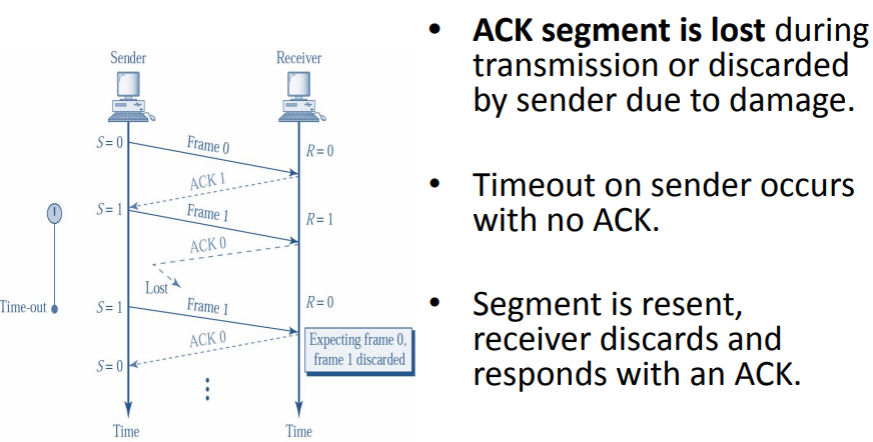 Sender
Receiver
S = 0
Frame 0
R = 0
ACK 1
S = 1
Frame 1
R = 1
ACK 0
Lost
Time-out
S = 1
Frame 1
R = 0
ACK 0
Expecting frame 0,
frame 1 discarded
S = 0
Time
Time
• ACK segment is lost during
transmission or discarded
by sender due to damage.
• Timeout on sender occurs
with no ACK.
• Segment is resent,
receiver discards and
responds with an ACK.